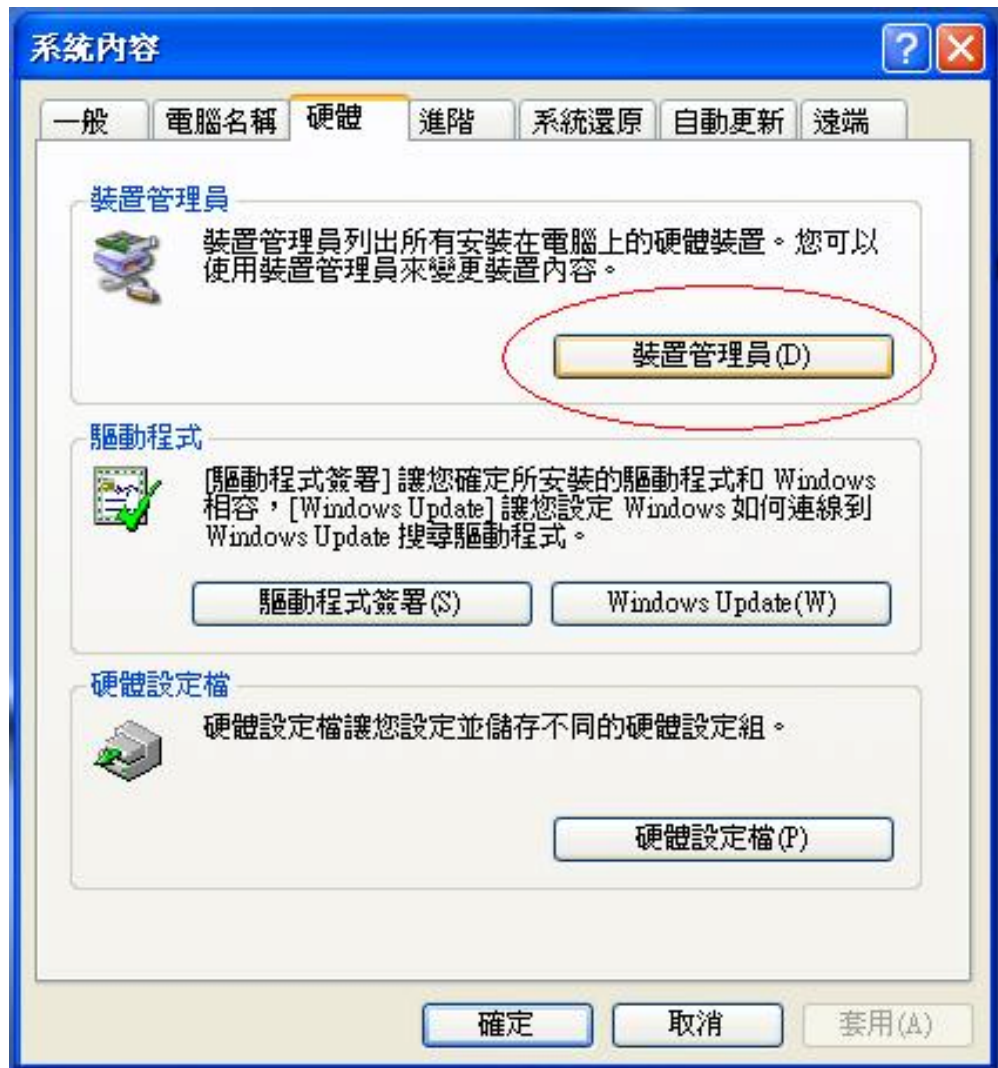 系統內容
一般 電腦名稱 硬體 進階 系統還原 自動更新 遠端
裝置管理員
裝置管理員列出所有安裝在電腦上的硬體裝置。您可以
使用裝置管理員來變更裝置內容。
裝置管理員(D)
驅動程式
[驅動程式簽署] 讓您確定所安裝的驅動程式和 Windows
相容，[Windows Update] 讓您設定 Windows 如何連線到
Windows Update 搜尋驅動程式。
驅動程式簽署(S) Windows Update(W)
硬體設定檔
硬體設定檔讓您設定並儲存不同的硬體設定組。
硬體設定檔(P)
確定 取消 套用(A)